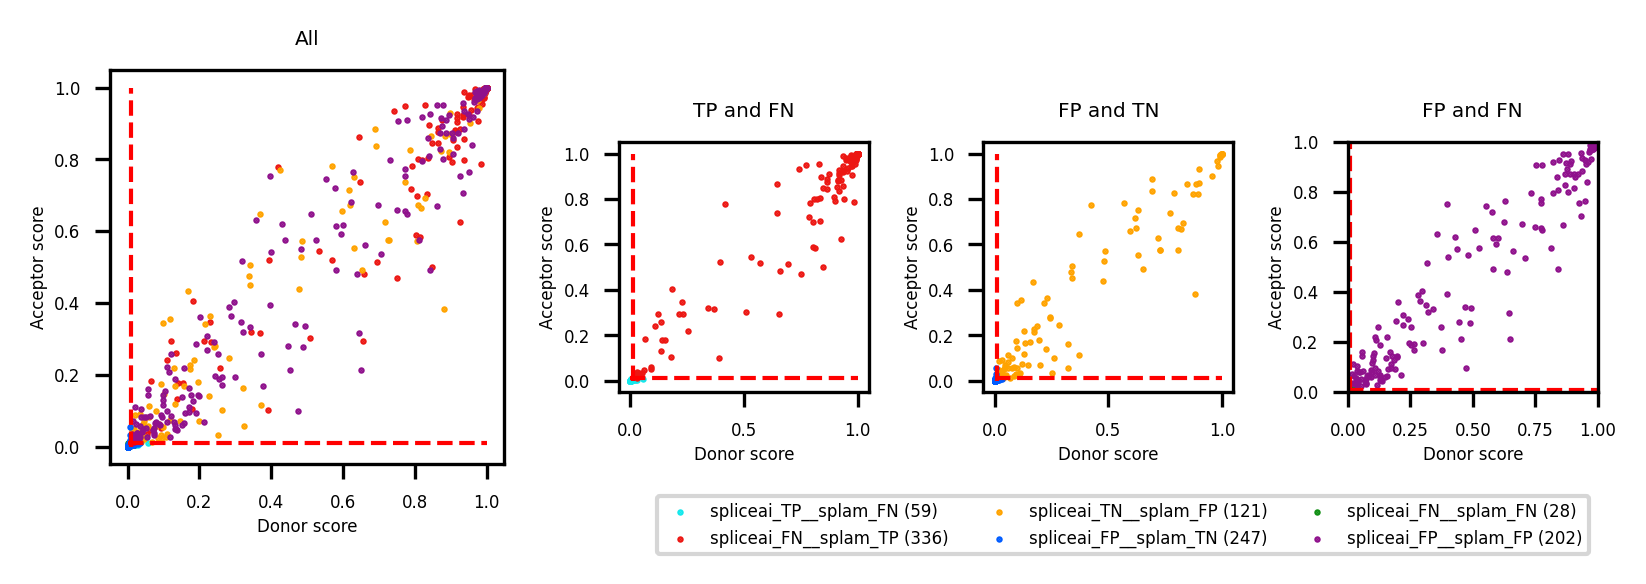 All
Acceptor score
1.0
0.8
0.6
0.4
0.2
0.0
0.0 0.2 0.4 0.6 0.8 1.0
Donor score
TP and FN
Acceptor score
1.0
0.8
0.6
0.4
0.2
0.0
0.0 0.5 1.0
Donor score
FP and TN
Acceptor score
1.0
0.8
0.6
0.4
0.2
0.0
0.0 0.5 1.0
Donor score
FP and FN
Acceptor score
1.0
0.8
0.6
0.4
0.2
0.0
0.00 0.25 0.50 0.75 1.00
Donor score
spliceai_TP__splam_FN (59) spliceai_TN__splam_FP (121) spliceai_FN__splam_FN (28)
spliceai_FN__splam_TP (336) spliceai_FP__splam_TN (247) spliceai_FP__splam_FP (202)